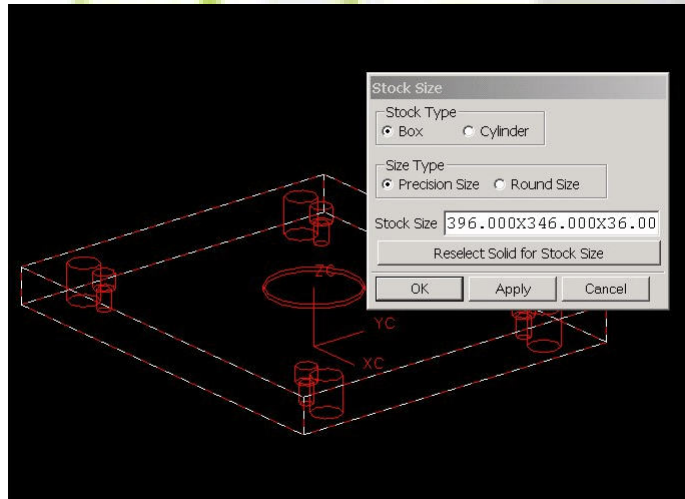 Stock Size
Stock Type
Box Cylinder
Size Type
Precision Size Round Size
Stock Size 396.000X346.000X36.00
Reselect Solid for Stock Size
OK Apply Cancel
ZC
YC
XC